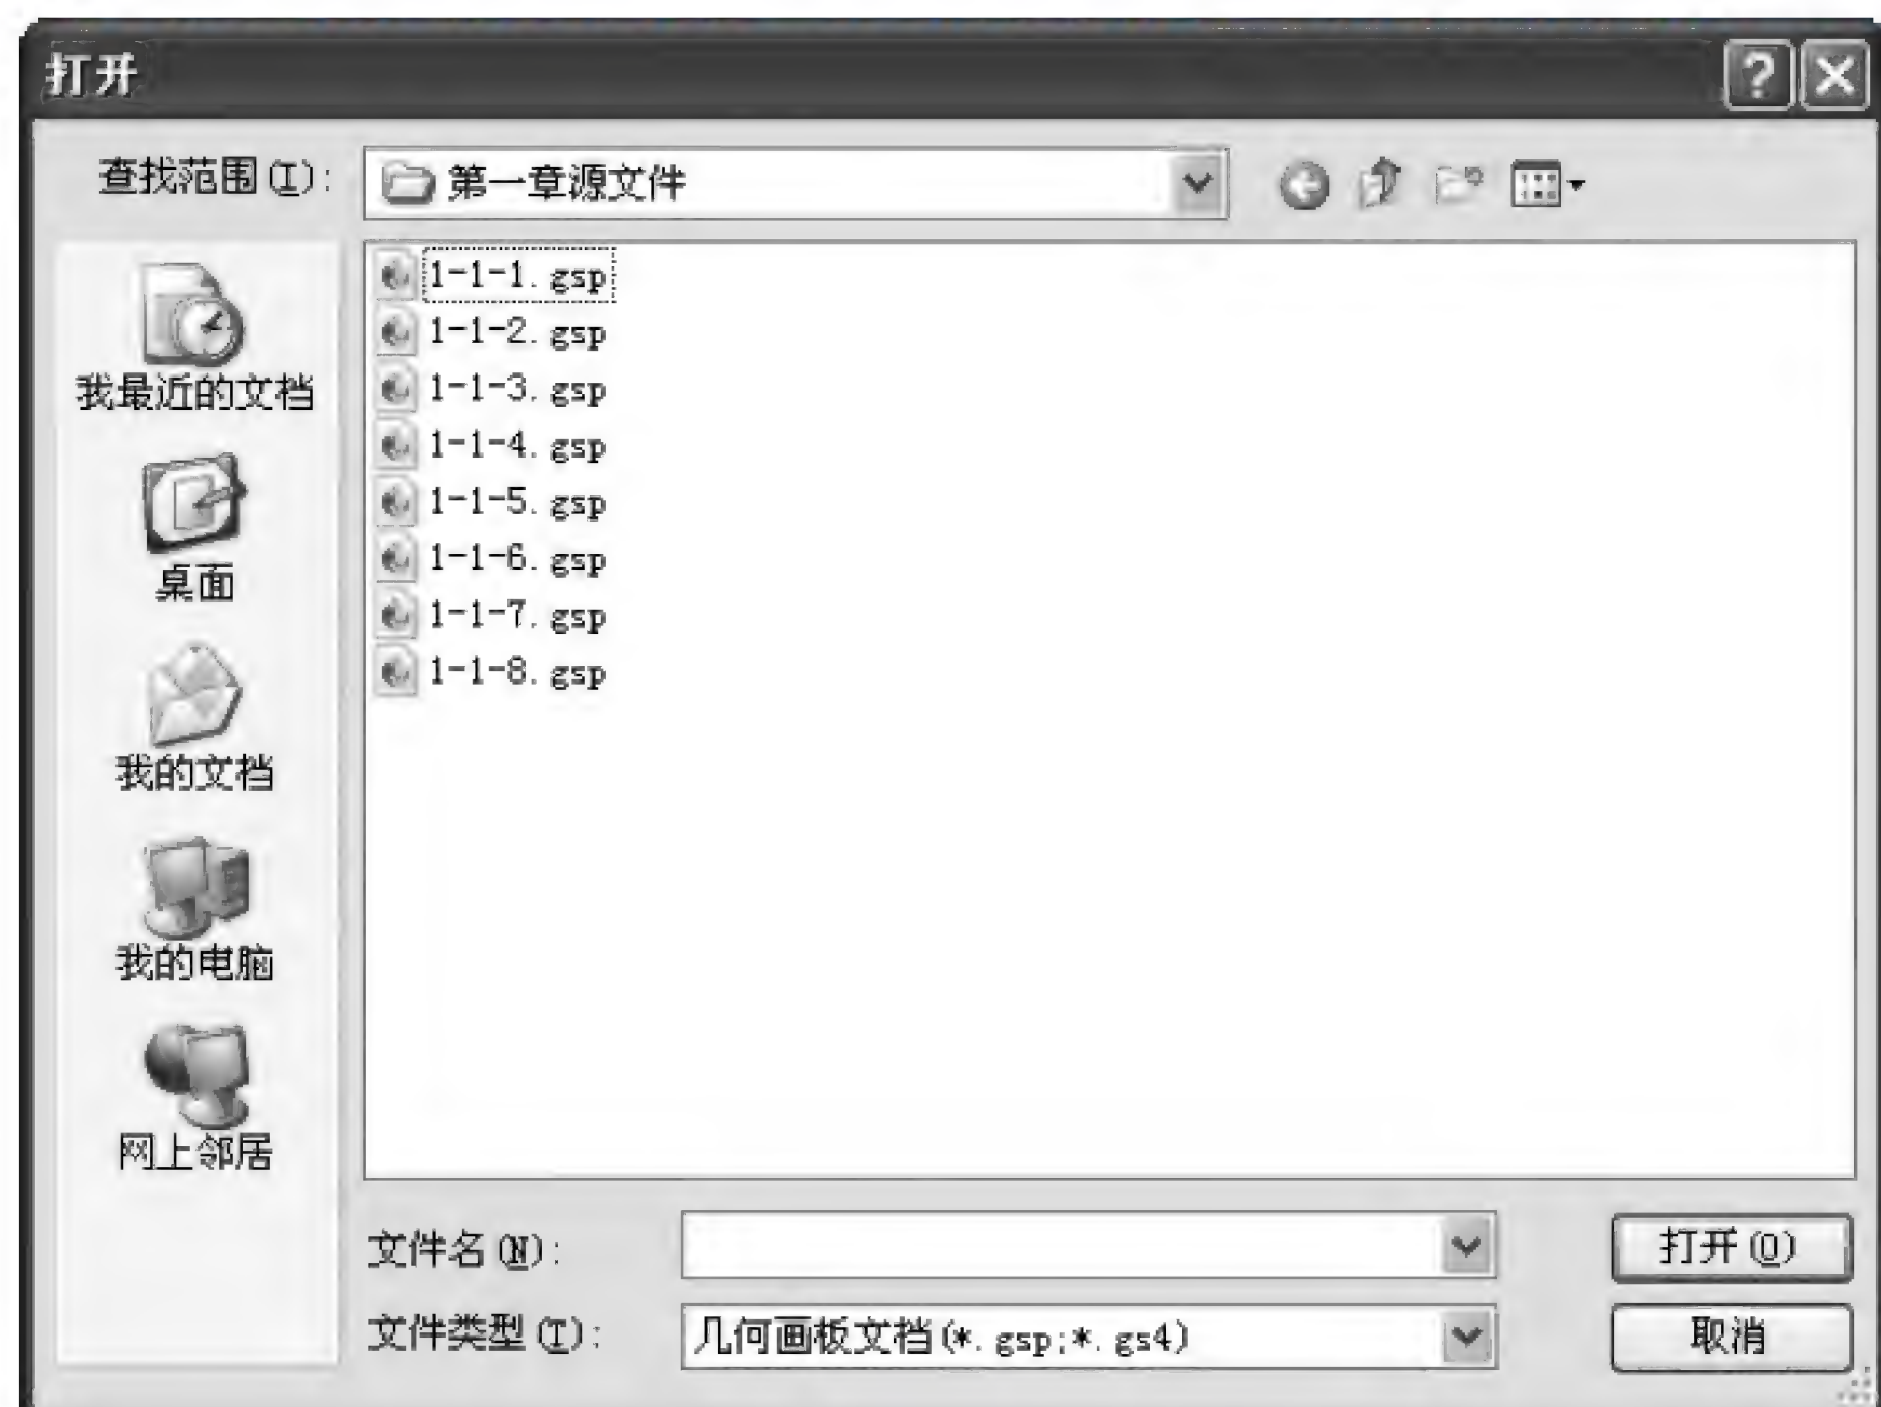 打开
查找范围(I):
第一章源文件
1-1-1.gsp
1-1-2.gsp
1-1-3.gsp
1-1-4.gsp
1-1-5.gsp
1-1-6.gsp
1-1-7.gsp
1-1-8.gsp
我最近的文档
桌面
我的文档
我的电脑
网上邻居
文件名(N):
打开(O)
文件类型(T):
几何画板文档(*.gsp;*.gs4)
取消